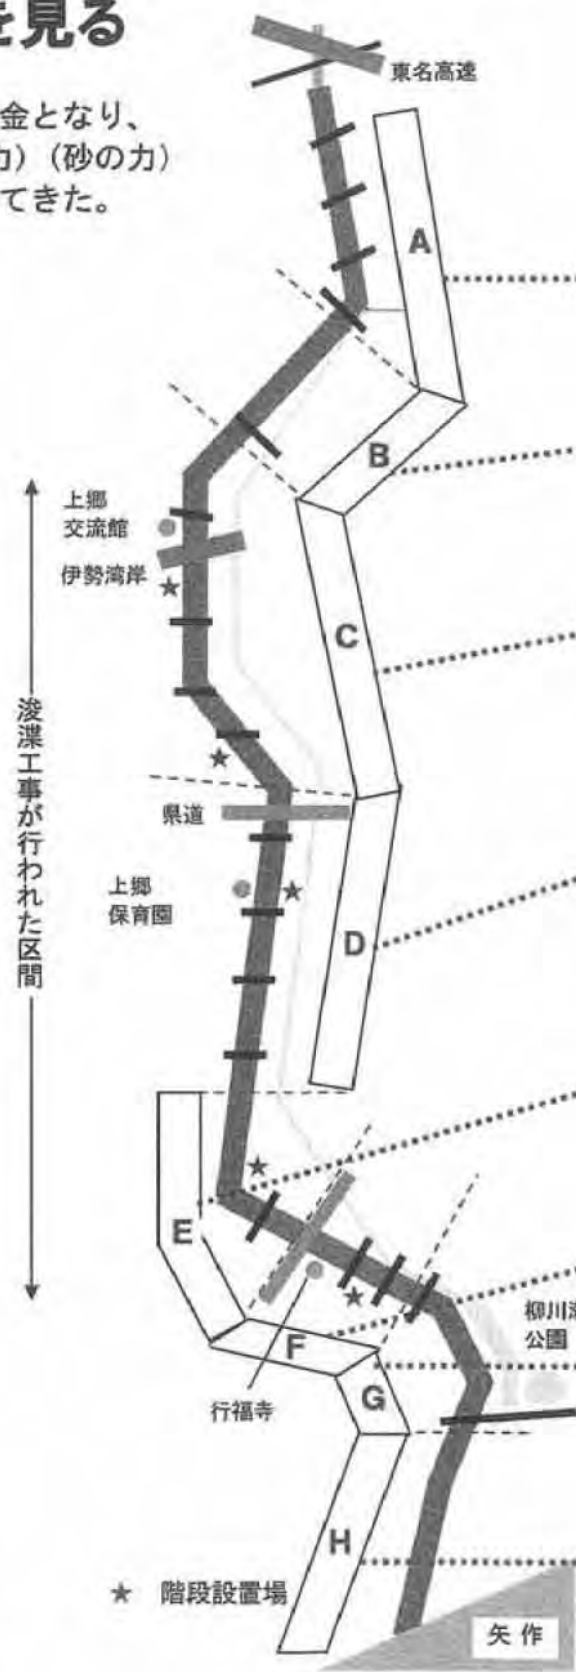 を見る
金となり、
力）（砂の力）
てきた。
東名高速
A
B
上郷
交流館
伊勢湾岸
C
浚渫工事が行われた区間
県道
上郷
保育園
D
E
柳川瀬
公園
F
行福寺
G
H
★ 階段設置場
矢作